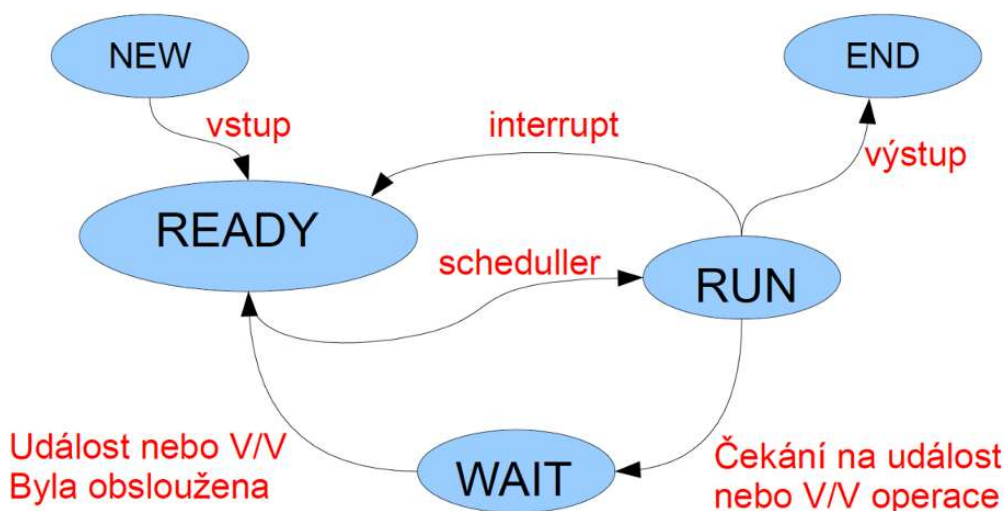 NEW
END
vstup
interrupt
výstup
READY
scheduller
RUN
Událost nebo V/V
Byla obsloužena
WAIT
Čekání na událost
nebo V/V operace